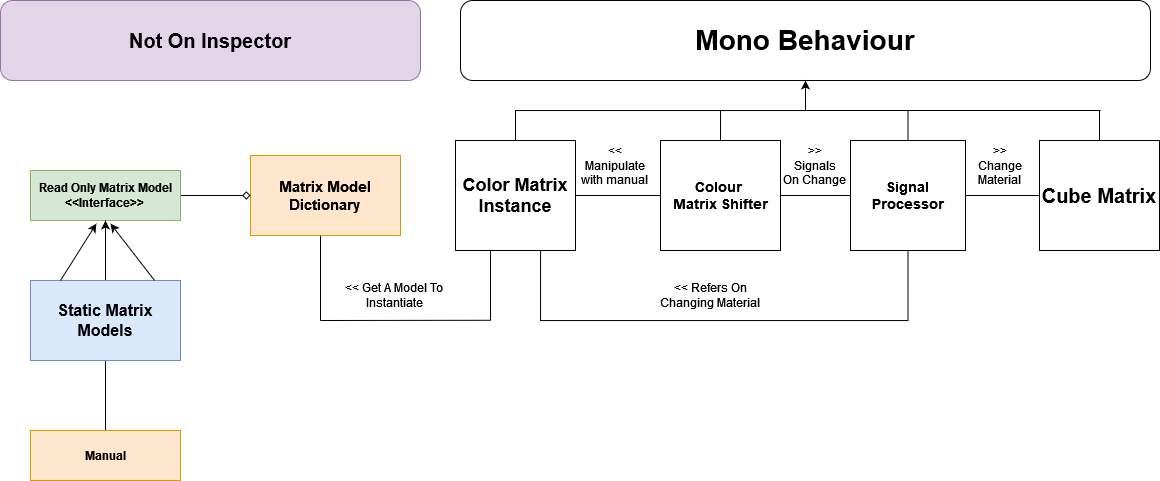 Not On Inspector
Mono Behaviour
Read Only Matrix Model
<<Interface>>
Matrix Model
Dictionary
Color Matrix
Instance
<<
Manipulate
with manual
Colour
Matrix Shifter
>>
Signals
On Change
Signal
Processor
>>
Change
Material
Cube Matrix
Static Matrix
Models
<< Get A Model To
Instantiate
<< Refers On
Changing Material
Manual